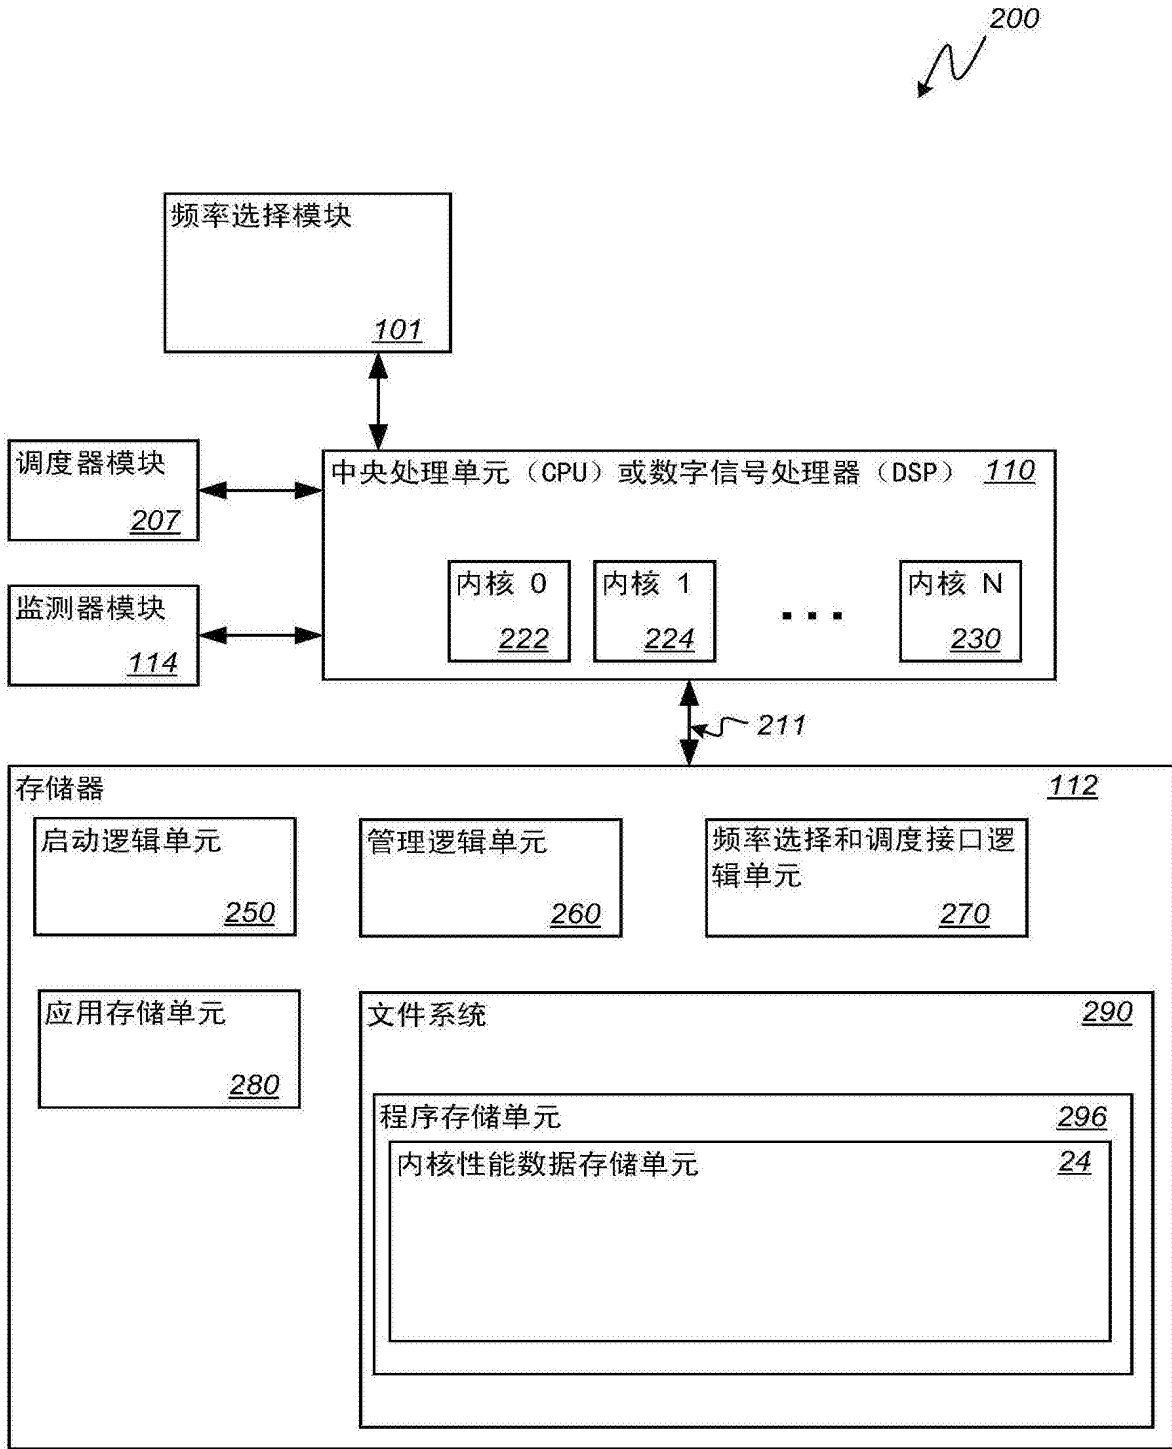 200
频率选择模块
101
调度器模块
207
中央处理单元（CPU）或数字信号处理器（DSP） 110
监测器模块
114
内核 0
222
内核 1
224
内核 N
230
211
存储器 112
启动逻辑单元
250
管理逻辑单元
260
频率选择和调度接口逻
辑单元
270
应用存储单元
280
文件系统 290
程序存储单元 296
内核性能数据存储单元 24